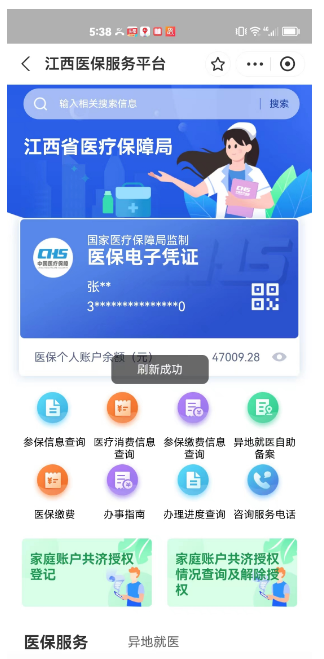 5:38
江西医保服务平台
输入相关搜索信息
搜索
江西省医疗保障局
国家医疗保障局监制
医保电子凭证
CHS
中国医疗保障
张**
3**************0
医保个人账户余额（元）
47009.28
刷新成功
参保信息查询
医疗消费信息
查询
参保缴费信息
查询
异地就医自助
备案
医保缴费
办事指南
办理进度查询
咨询服务电话
家庭账户共济授权
登记
家庭账户共济授权
情况查询及解除授
权
医保服务
异地就医